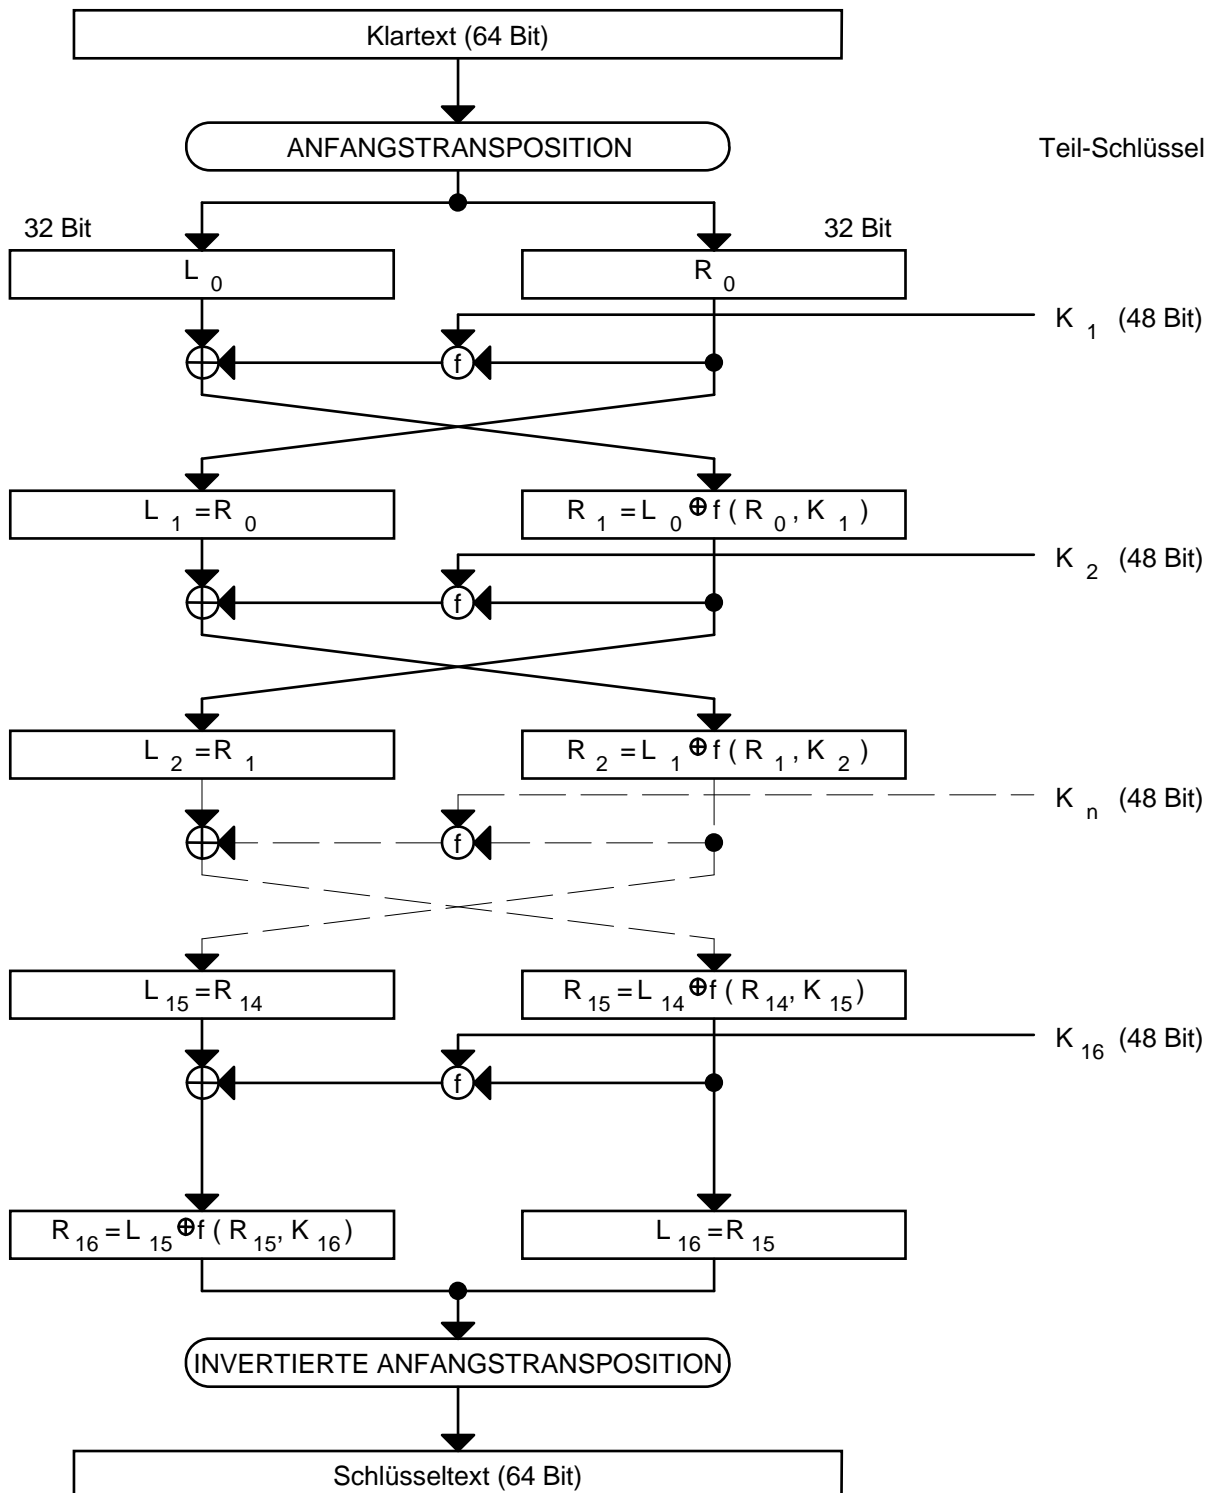 Klartext (64 Bit)
ANFANGSTRANSPOSITION
Teil-Schlüssel
32 Bit
32 Bit
L 0
R 0
K 1 (48 Bit)
f
L 1 = R 0
R 1 = L 0 ⊕ f ( R 0 , K 1 )
K 2 (48 Bit)
f
L 2 = R 1
R 2 = L 1 ⊕ f ( R 1 , K 2 )
K n (48 Bit)
f
L 15 = R 14
R 15 = L 14 ⊕ f ( R 14 , K 15 )
K 16 (48 Bit)
f
R 16 = L 15 ⊕ f ( R 15 , K 16 )
L 16 = R 15
INVERTIERTE ANFANGSTRANSPOSITION
Schlüsseltext (64 Bit)